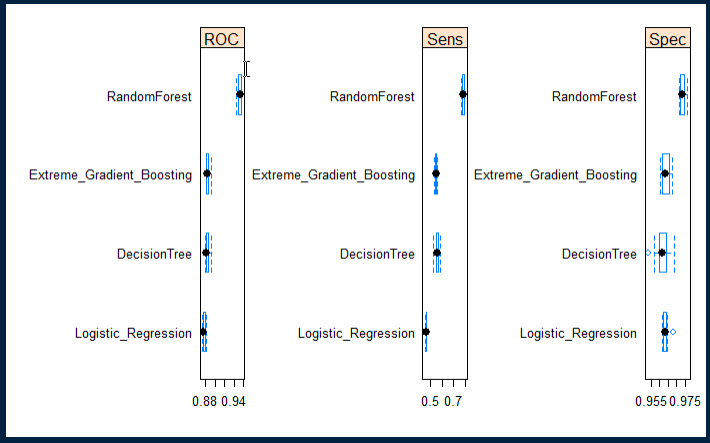 ROC Sens Spec
RandomForest RandomForest RandomForest
Extreme_Gradient_Boosting Extreme_Gradient_Boosting Extreme_Gradient_Boosting
DecisionTree DecisionTree DecisionTree
Logistic_Regression Logistic_Regression Logistic_Regression
0.88 0.94 0.5 0.7 0.955 0.975